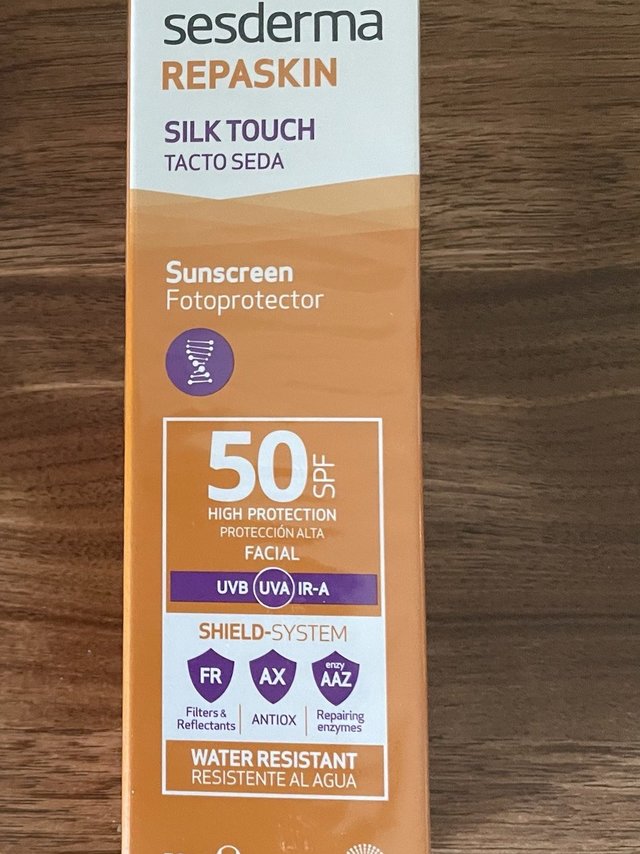 sesderma
REPASKIN
SILK TOUCH
TACTO SEDA
Sunscreen
Fotoprotector
50 SPF
HIGH PROTECTION
PROTECCIÓN ALTA
FACIAL
UVB UVA IR-A
SHIELD-SYSTEM
FR AX enzy AAZ
Filters & Reflectants ANTIOX Repairing enzymes
WATER RESISTANT
RESISTENTE AL AGUA